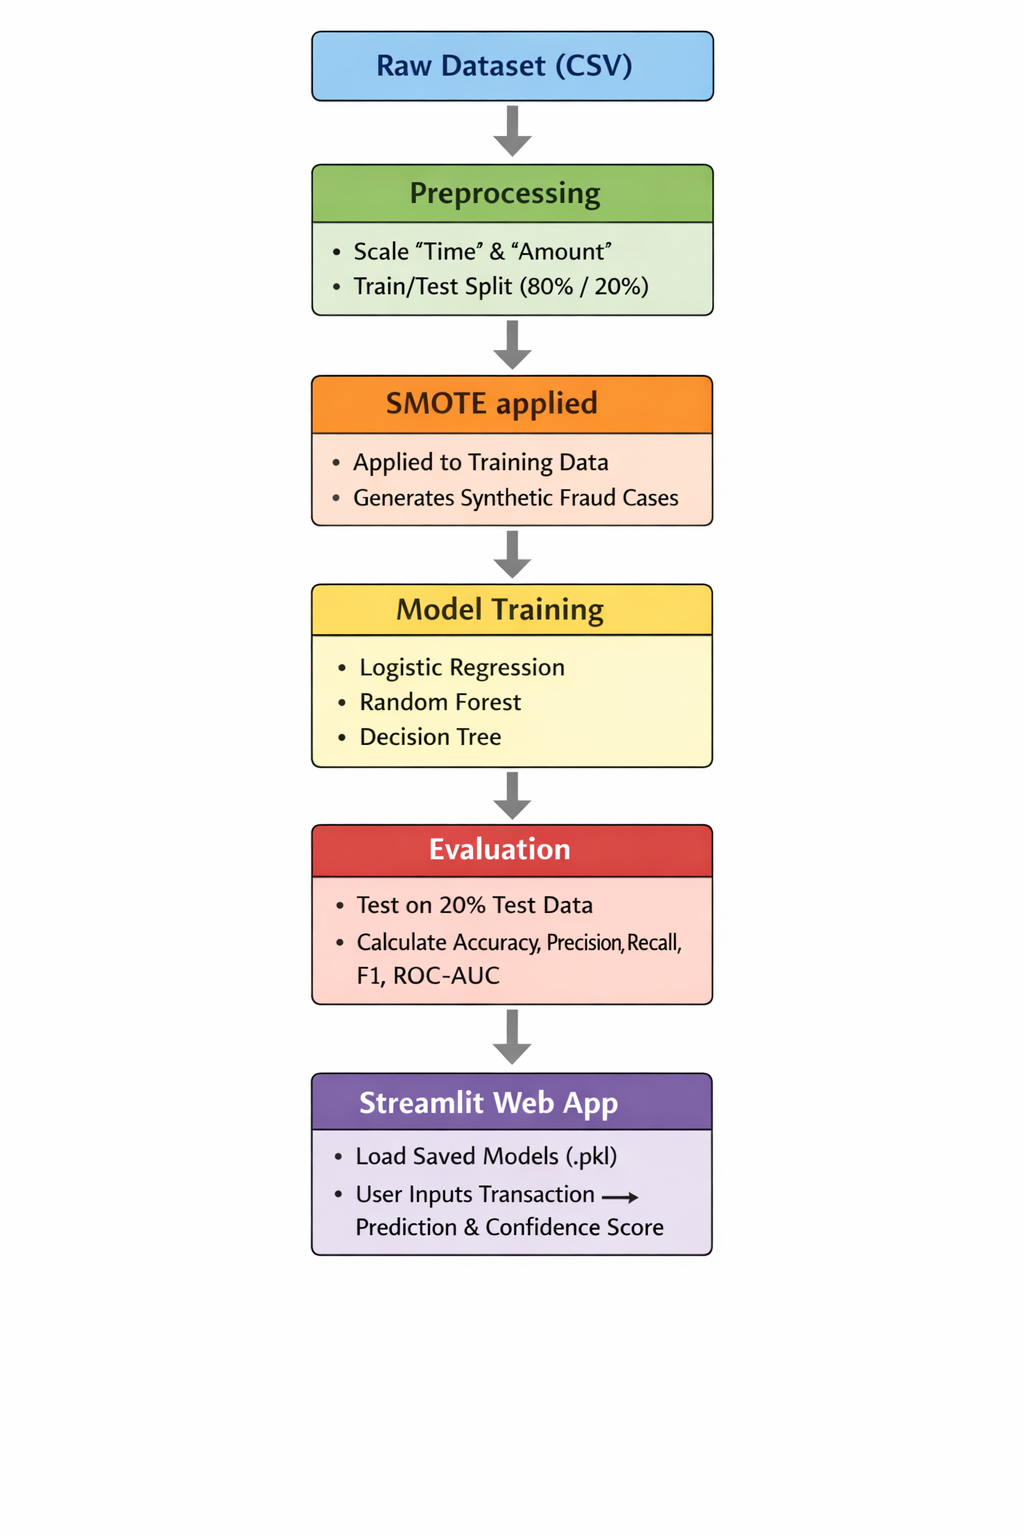 Raw Dataset (CSV)
Preprocessing
• Scale “Time” & “Amount”
• Train/Test Split (80% / 20%)
SMOTE applied
• Applied to Training Data
• Generates Synthetic Fraud Cases
Model Training
• Logistic Regression
• Random Forest
• Decision Tree
Evaluation
• Test on 20% Test Data
• Calculate Accuracy, Precision, Recall,
F1, ROC-AUC
Streamlit Web App
• Load Saved Models (.pkl)
• User Inputs Transaction →
Prediction & Confidence Score